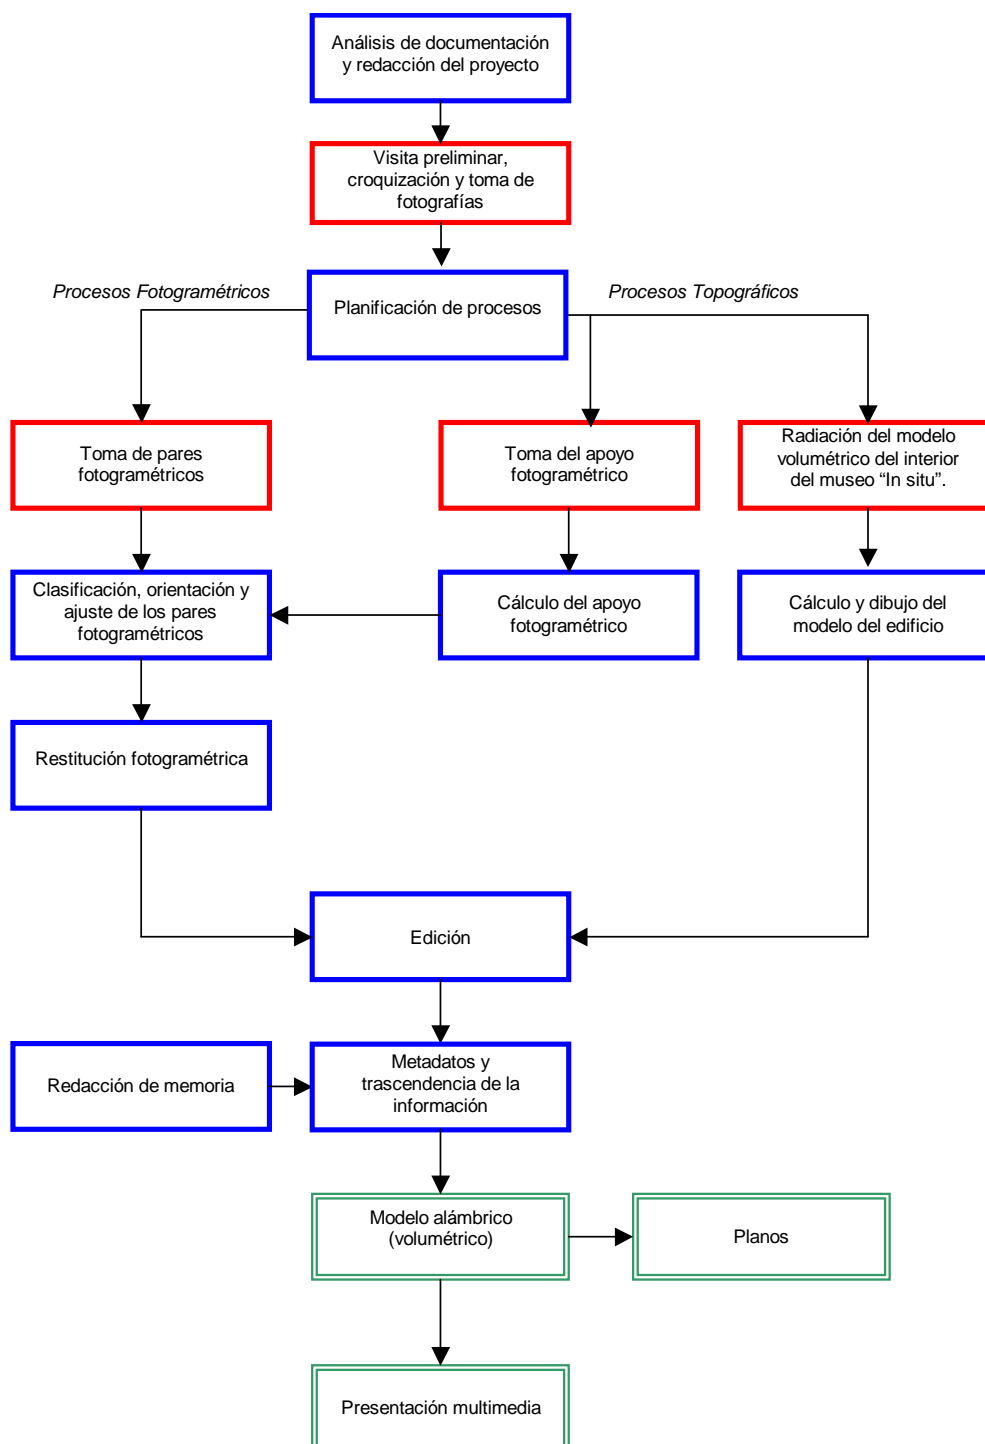 Análisis de documentación
y redacción del proyecto
Visita preliminar,
croquización y toma de
fotografías
Procesos Fotogramétricos
Planificación de procesos
Procesos Topográficos
Toma de pares
fotogramétricos
Toma del apoyo
fotogramétrico
Radiación del modelo
volumétrico del interior
del museo “In situ”.
Clasificación, orientación y
ajuste de los pares
fotogramétricos
Cálculo del apoyo
fotogramétrico
Cálculo y dibujo del
modelo del edificio
Restitución fotogramétrica
Edición
Redacción de memoria
Metadatos y
trascendencia de la
información
Modelo alámbrico
(volumétrico)
Planos
Presentación multimedia